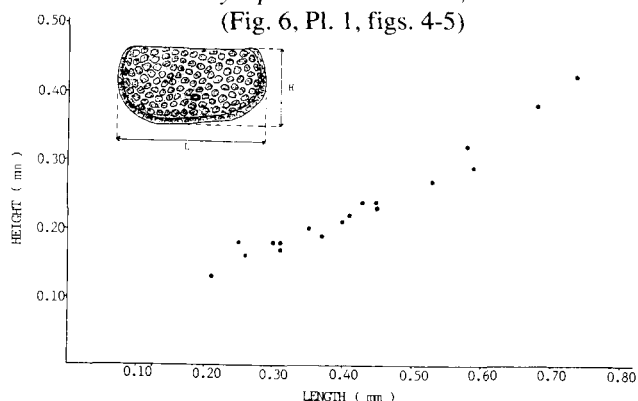 (Fig. 6, Pl. 1, figs. 4-5)
0.50
0.40
0.30
0.20
0.10
HEIGHT ( mm )
H
L
0.10 0.20 0.30 0.40 0.50 0.60 0.70 0.80
LENGTH ( mm )